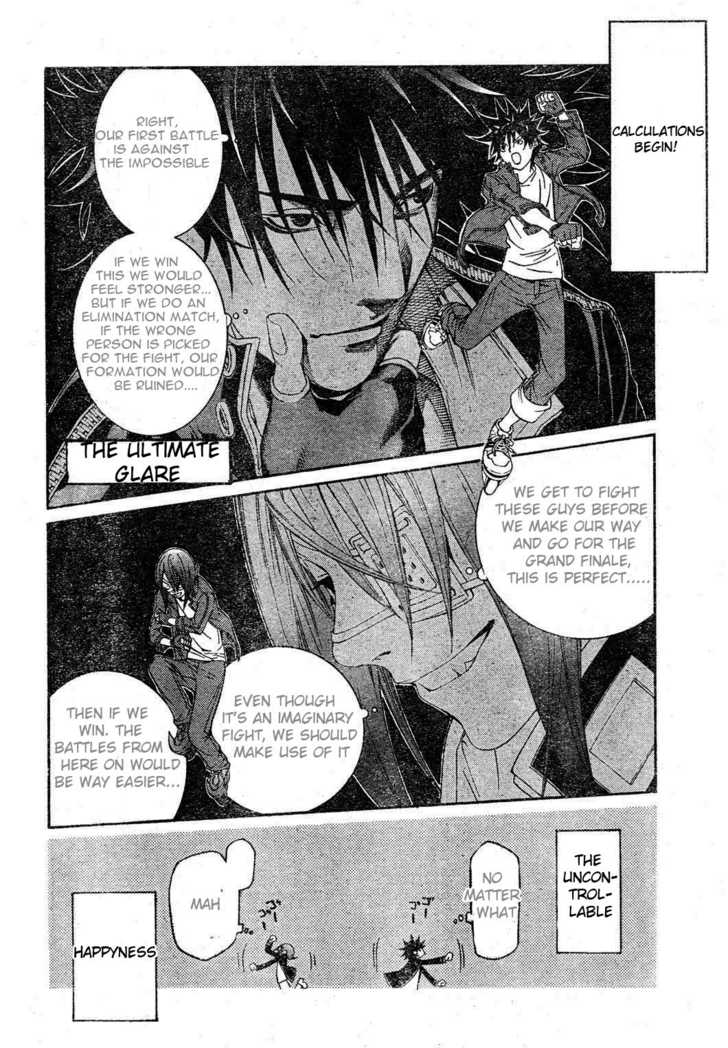 CALCULATIONS
BEGIN!
RIGHT,
OUR FIRST BATTLE
IS AGAINST
THE IMPOSSIBLE
IF WE WIN
THIS WE WOULD
FEEL STRONGER...
BUT IF WE DO AN
ELIMINATION MATCH,
IF THE WRONG
PERSON IS PICKED
FOR THE FIGHT, OUR
FORMATION WOULD
BE RUINED....
THE ULTIMATE
GLARE
WE GET TO FIGHT
THESE GUYS BEFORE
WE MAKE OUR WAY
AND GO FOR THE
GRAND FINALE,
THIS IS PERFECT.....
EVEN THOUGH
IT'S AN IMAGINARY
FIGHT, WE SHOULD
MAKE USE OF IT
THEN IF WE
WIN. THE
BATTLES FROM
HERE ON WOULD
BE WAY EASIER...
THE
UNCON-
TROL-
LABLE
NO
MATTER
WHAT
MAH
HAPPYNESS